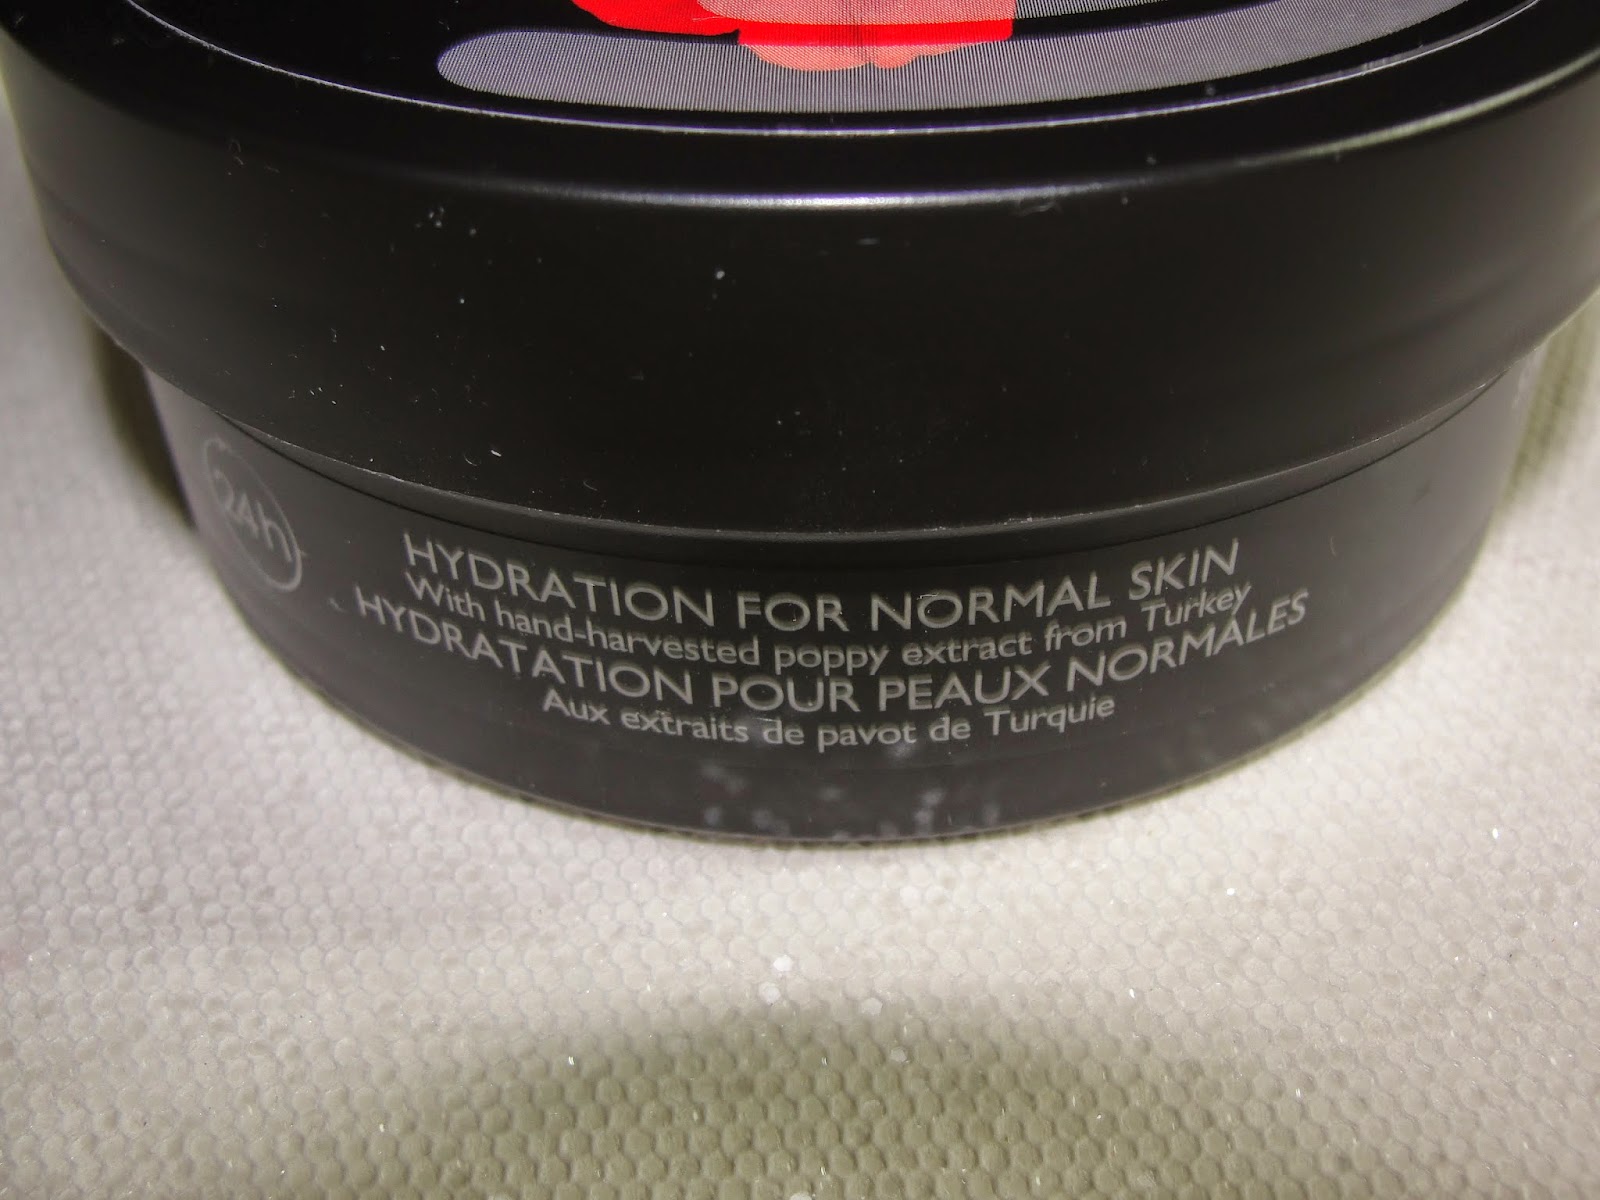 24h
HYDRATION FOR NORMAL SKIN
With hand-harvested poppy extract from Turkey
HYDRATATION POUR PEAUX NORMALES
Aux extraits de pavot de Turquie